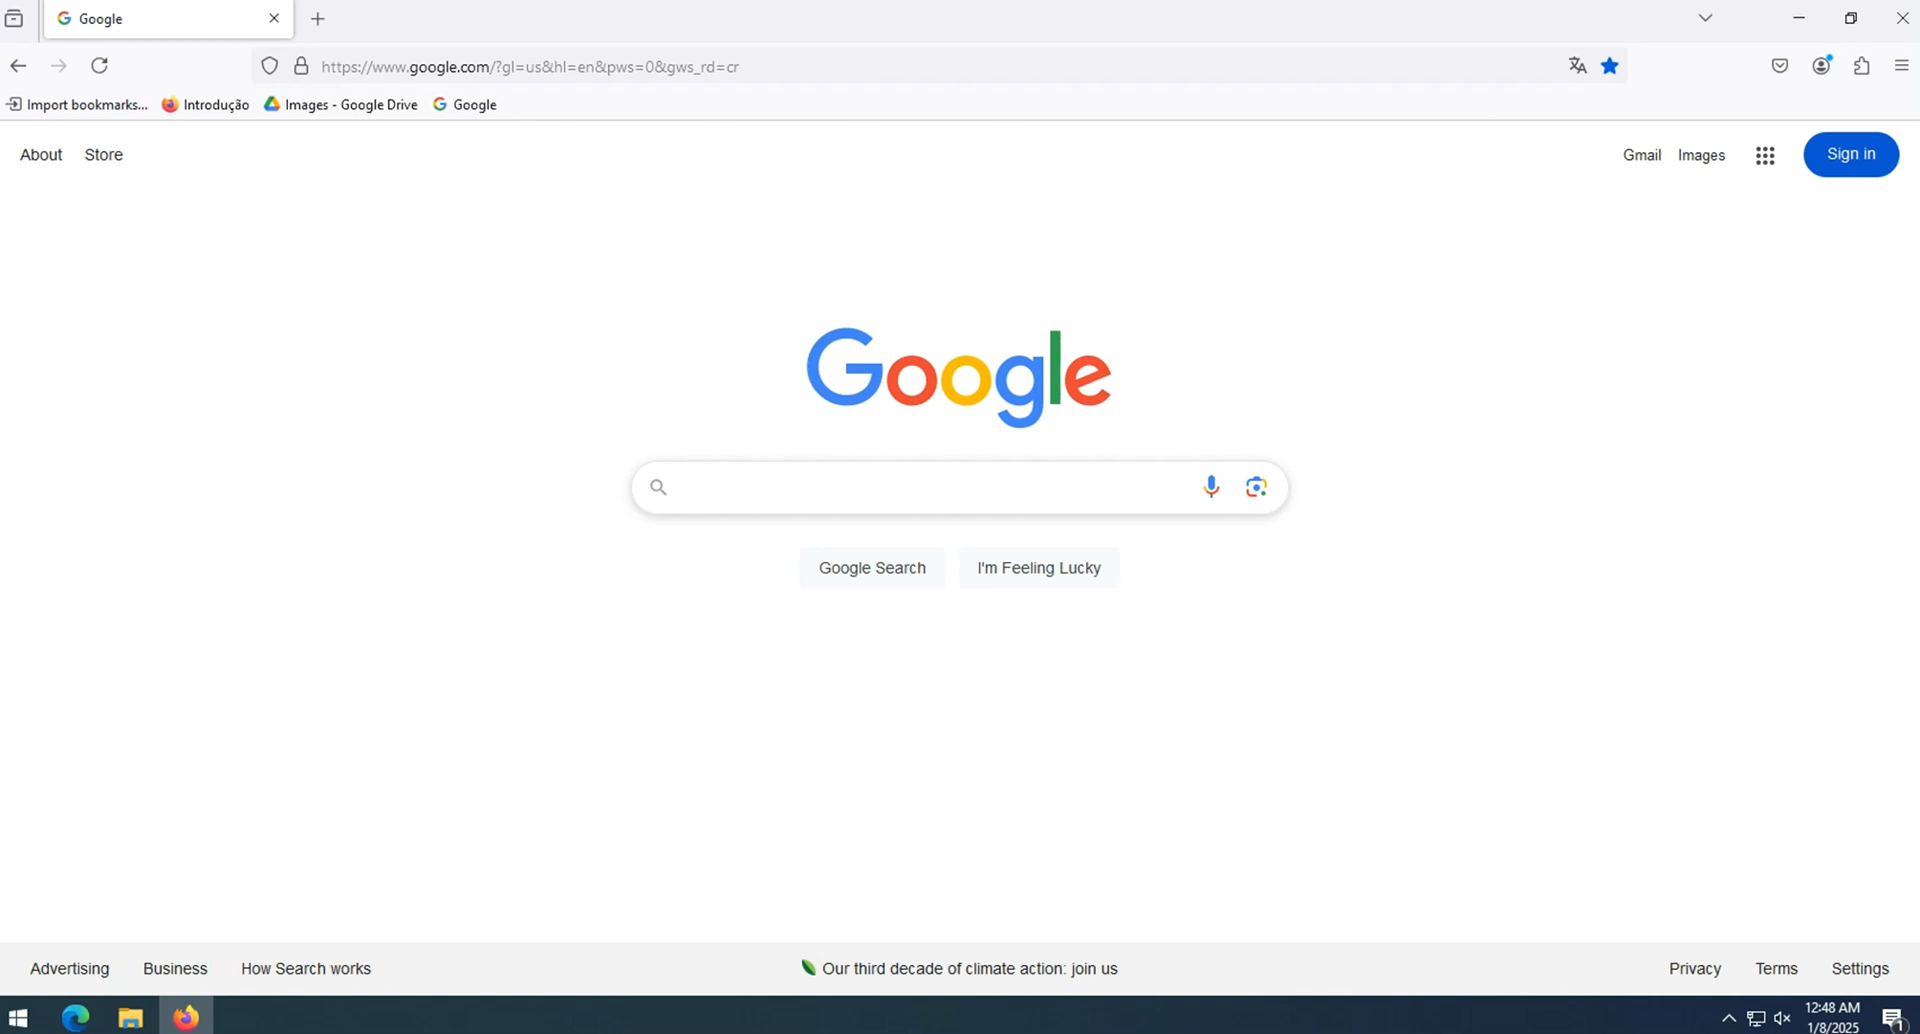 Google
https://www.google.com/?gl=us&hl=en&pws=0&gws_rd=cr
Import bookmarks... Introdução Images - Google Drive Google
About Store Gmail Images Sign in
Google
Google Search I'm Feeling Lucky
Advertising Business How Search works Our third decade of climate action: join us Privacy Terms Settings
12:48 AM
1/8/2025
1